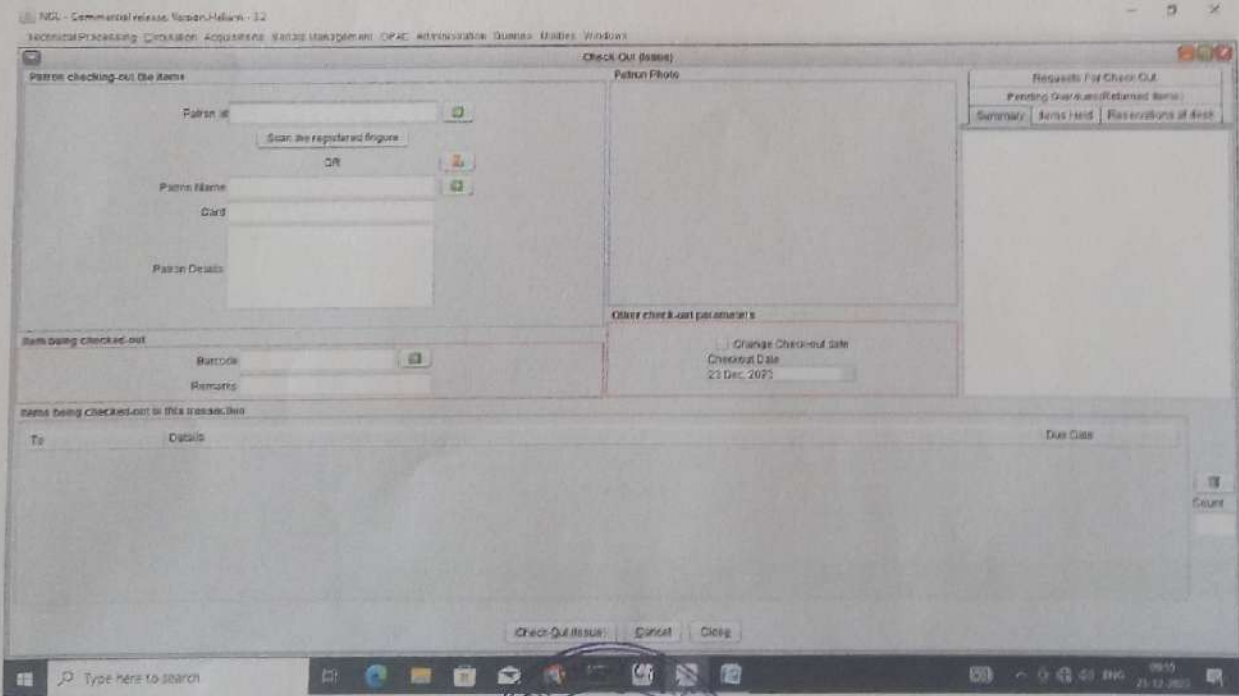 NGL - Commercial release, Version Helium - 3.2
Technical Processing Circulation Acquisitions Serials Management OPAC Administration Queries Utilities Windows
Check Out (Issue)
Patron checking-out the items
Patron Photo
Requests For Check Out
Pending Overdues(Returned Items)
Summary Items Held Reservations at desk
Patron Id
Scan the registered fingure
OR
Patron Name
Card
Patron Details
Other check-out parameters
Item being checked-out
Change Check-out date
Barcode
Checkout Date
Remarks
Items being checked-out in this transaction
To Details Due Date
Count
Check Out (Issue) Cancel Close
Type here to search
ENG